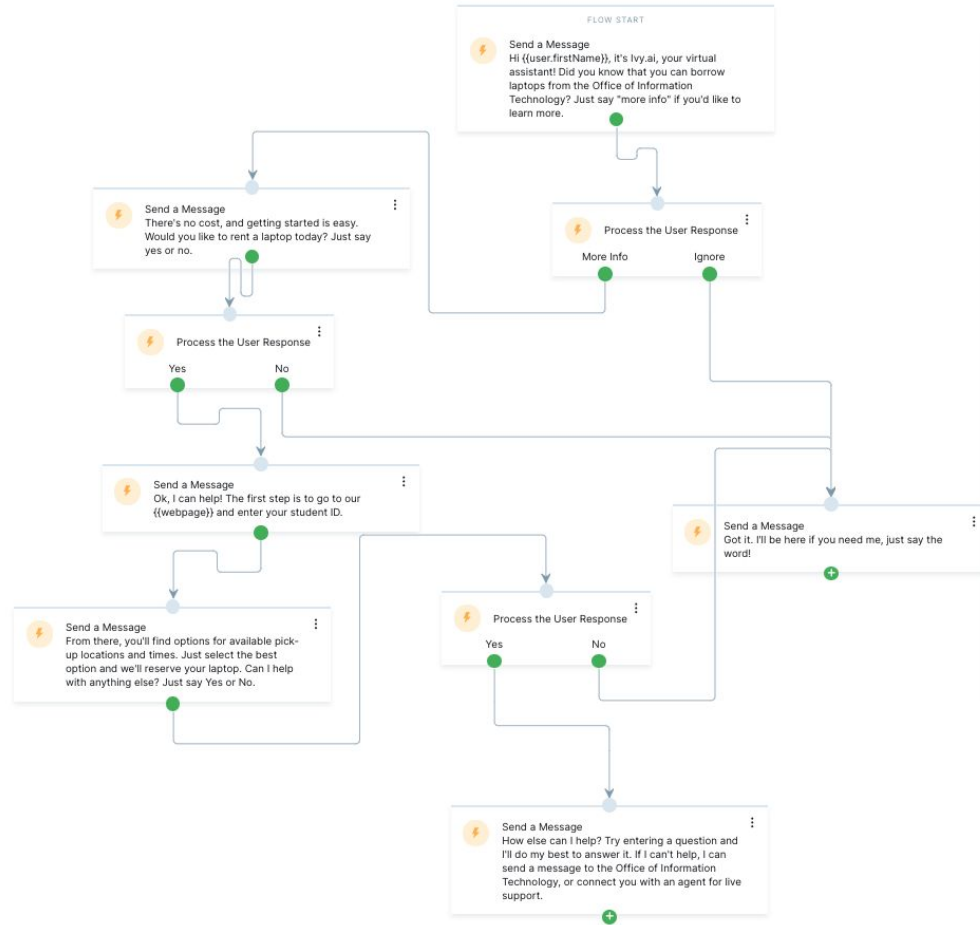 FLOW START
Send a Message
Hi {{user.firstName}}, it's Ivy.ai, your virtual
assistant! Did you know that you can borrow
laptops from the Office of Information
Technology? Just say "more info" if you'd like to
learn more.
Send a Message
There's no cost, and getting started is easy.
Would you like to rent a laptop today? Just say
yes or no.
Process the User Response
More Info Ignore
Process the User Response
Yes No
Send a Message
Ok, I can help! The first step is to go to our
{{webpage}} and enter your student ID.
Send a Message
Got it. I'll be here if you need me, just say the
word!
Send a Message
From there, you'll find options for available pick-
up locations and times. Just select the best
option and we'll reserve your laptop. Can I help
with anything else? Just say Yes or No.
Process the User Response
Yes No
Send a Message
How else can I help? Try entering a question and
I'll do my best to answer it. If I can't help, I can
send a message to the Office of Information
Technology, or connect you with an agent for live
support.